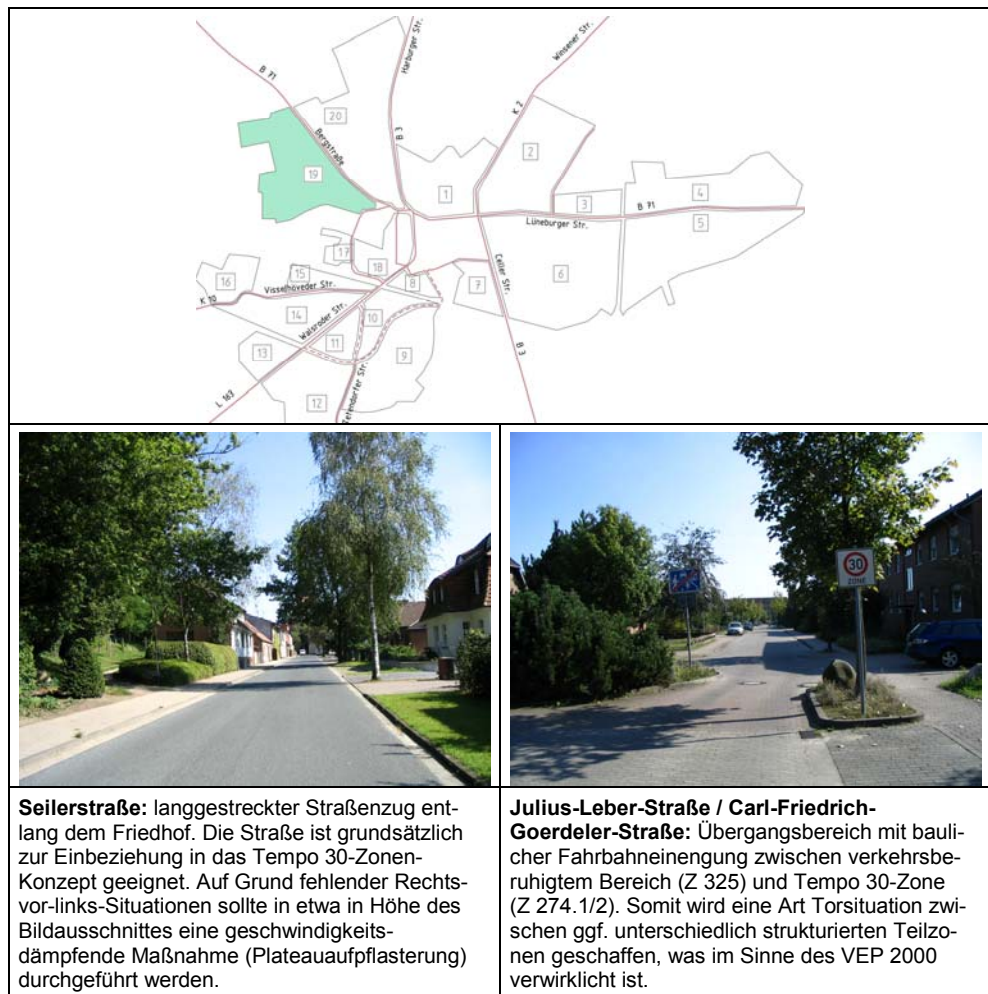 B 71
Harburger Str.
Winsener Str.
K 2
20
Bergstraße
B 3
2
19
1
4
3
B 71
Lüneburger Str.
5
17
Celler Str.
18
6
16
15
8
7
Visselhöveder Str.
K 10
14
10
Walsroder Str.
11
9
13
B 3
L 163
12
Tetendorfer Str.
30
ZONE
Seilerstraße: langgestreckter Straßenzug ent-
lang dem Friedhof. Die Straße ist grundsätzlich
zur Einbeziehung in das Tempo 30-Zonen-
Konzept geeignet. Auf Grund fehlender Rechts-
vor-links-Situationen sollte in etwa in Höhe des
Bildausschnittes eine geschwindigkeits-
dämpfende Maßnahme (Plateauaufpflasterung)
durchgeführt werden.
Julius-Leber-Straße / Carl-Friedrich-
Goerdeler-Straße: Übergangsbereich mit bauli-
cher Fahrbahneinengung zwischen verkehrsbe-
ruhigtem Bereich (Z 325) und Tempo 30-Zone
(Z 274.1/2). Somit wird eine Art Torsituation zwi-
schen ggf. unterschiedlich strukturierten Teilzo-
nen geschaffen, was im Sinne des VEP 2000
verwirklicht ist.